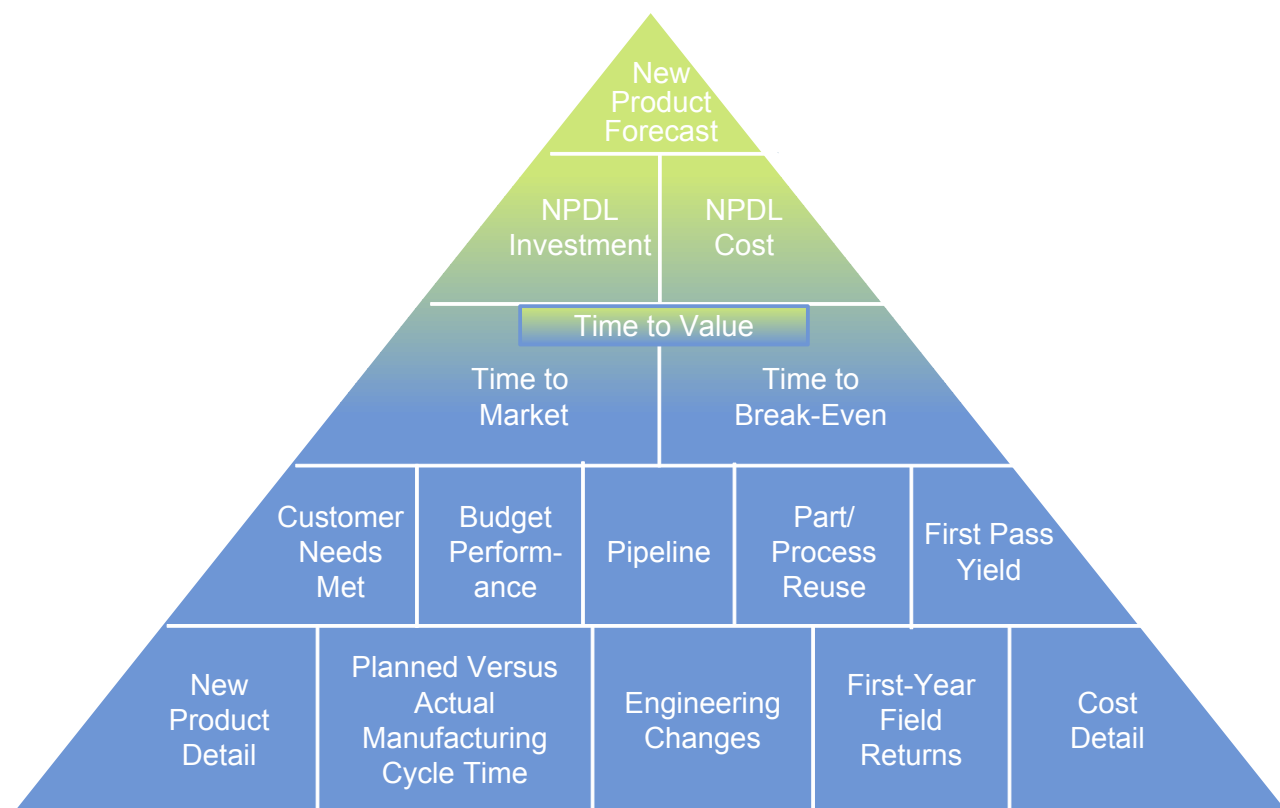 New
Product
Forecast
NPDL
Investment
NPDL
Cost
Time to Value
Time to
Market
Time to
Break-Even
Customer
Needs
Met
Budget
Perform-
ance
Pipeline
Part/
Process
Reuse
First Pass
Yield
New
Product
Detail
Planned Versus
Actual
Manufacturing
Cycle Time
Engineering
Changes
First-Year
Field
Returns
Cost
Detail